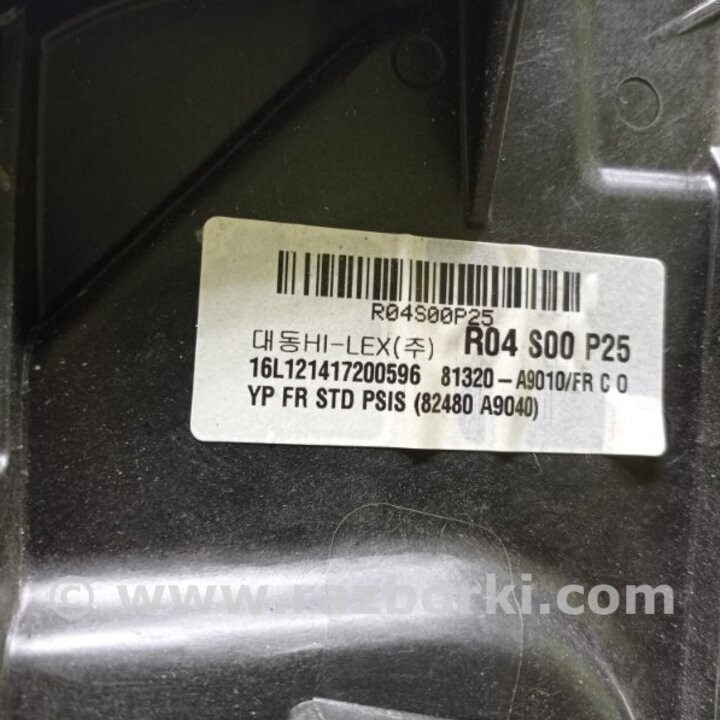 R04S00P25
대동HI-LEX(주) R04 S00 P25
16L121417200596 81320-A9010/FR C O
YP FR STD PSIS (82480 A9040)
© www.razborki.com